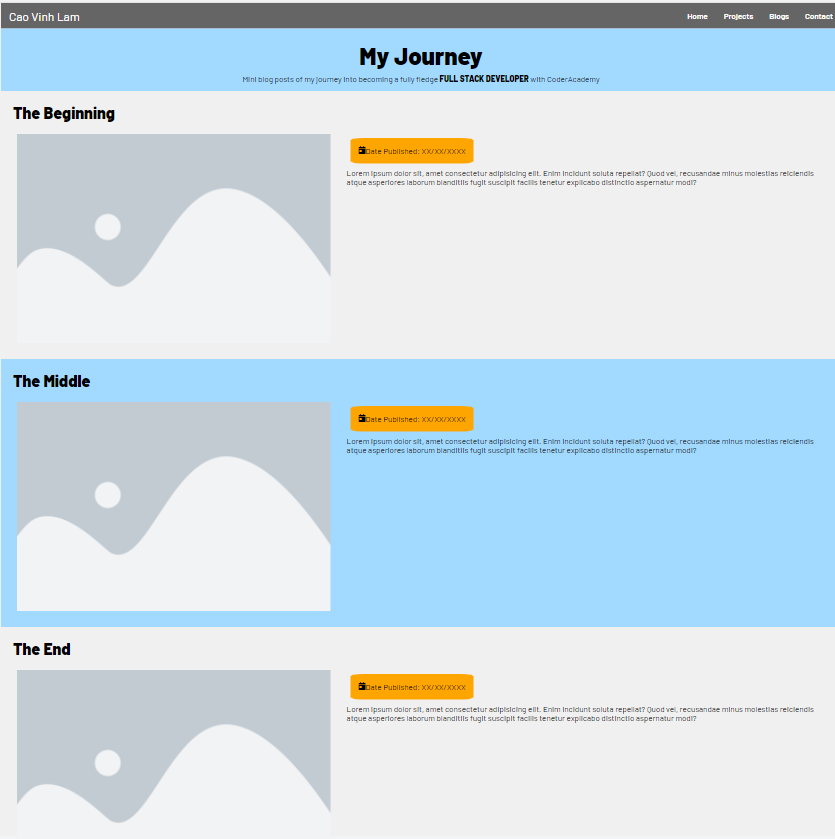 Cao Vinh Lam
Home Projects Blogs Contact
My Journey
Mini blog posts of my journey into becoming a fully fledge FULL STACK DEVELOPER with CoderAcademy
The Beginning
Date Published: XX/XX/XXXX
Lorem ipsum dolor sit, amet consectetur adipisicing elit. Enim incidunt soluta repellat? Quod vel, recusandae minus molestias reiciendis
atque asperiores laborum blanditiis fugit suscipit facilis tenetur explicabo distinctio aspernatur modi?
The Middle
Date Published: XX/XX/XXXX
Lorem ipsum dolor sit, amet consectetur adipisicing elit. Enim incidunt soluta repellat? Quod vel, recusandae minus molestias reiciendis
atque asperiores laborum blanditiis fugit suscipit facilis tenetur explicabo distinctio aspernatur modi?
The End
Date Published: XX/XX/XXXX
Lorem ipsum dolor sit, amet consectetur adipisicing elit. Enim incidunt soluta repellat? Quod vel, recusandae minus molestias reiciendis
atque asperiores laborum blanditiis fugit suscipit facilis tenetur explicabo distinctio aspernatur modi?